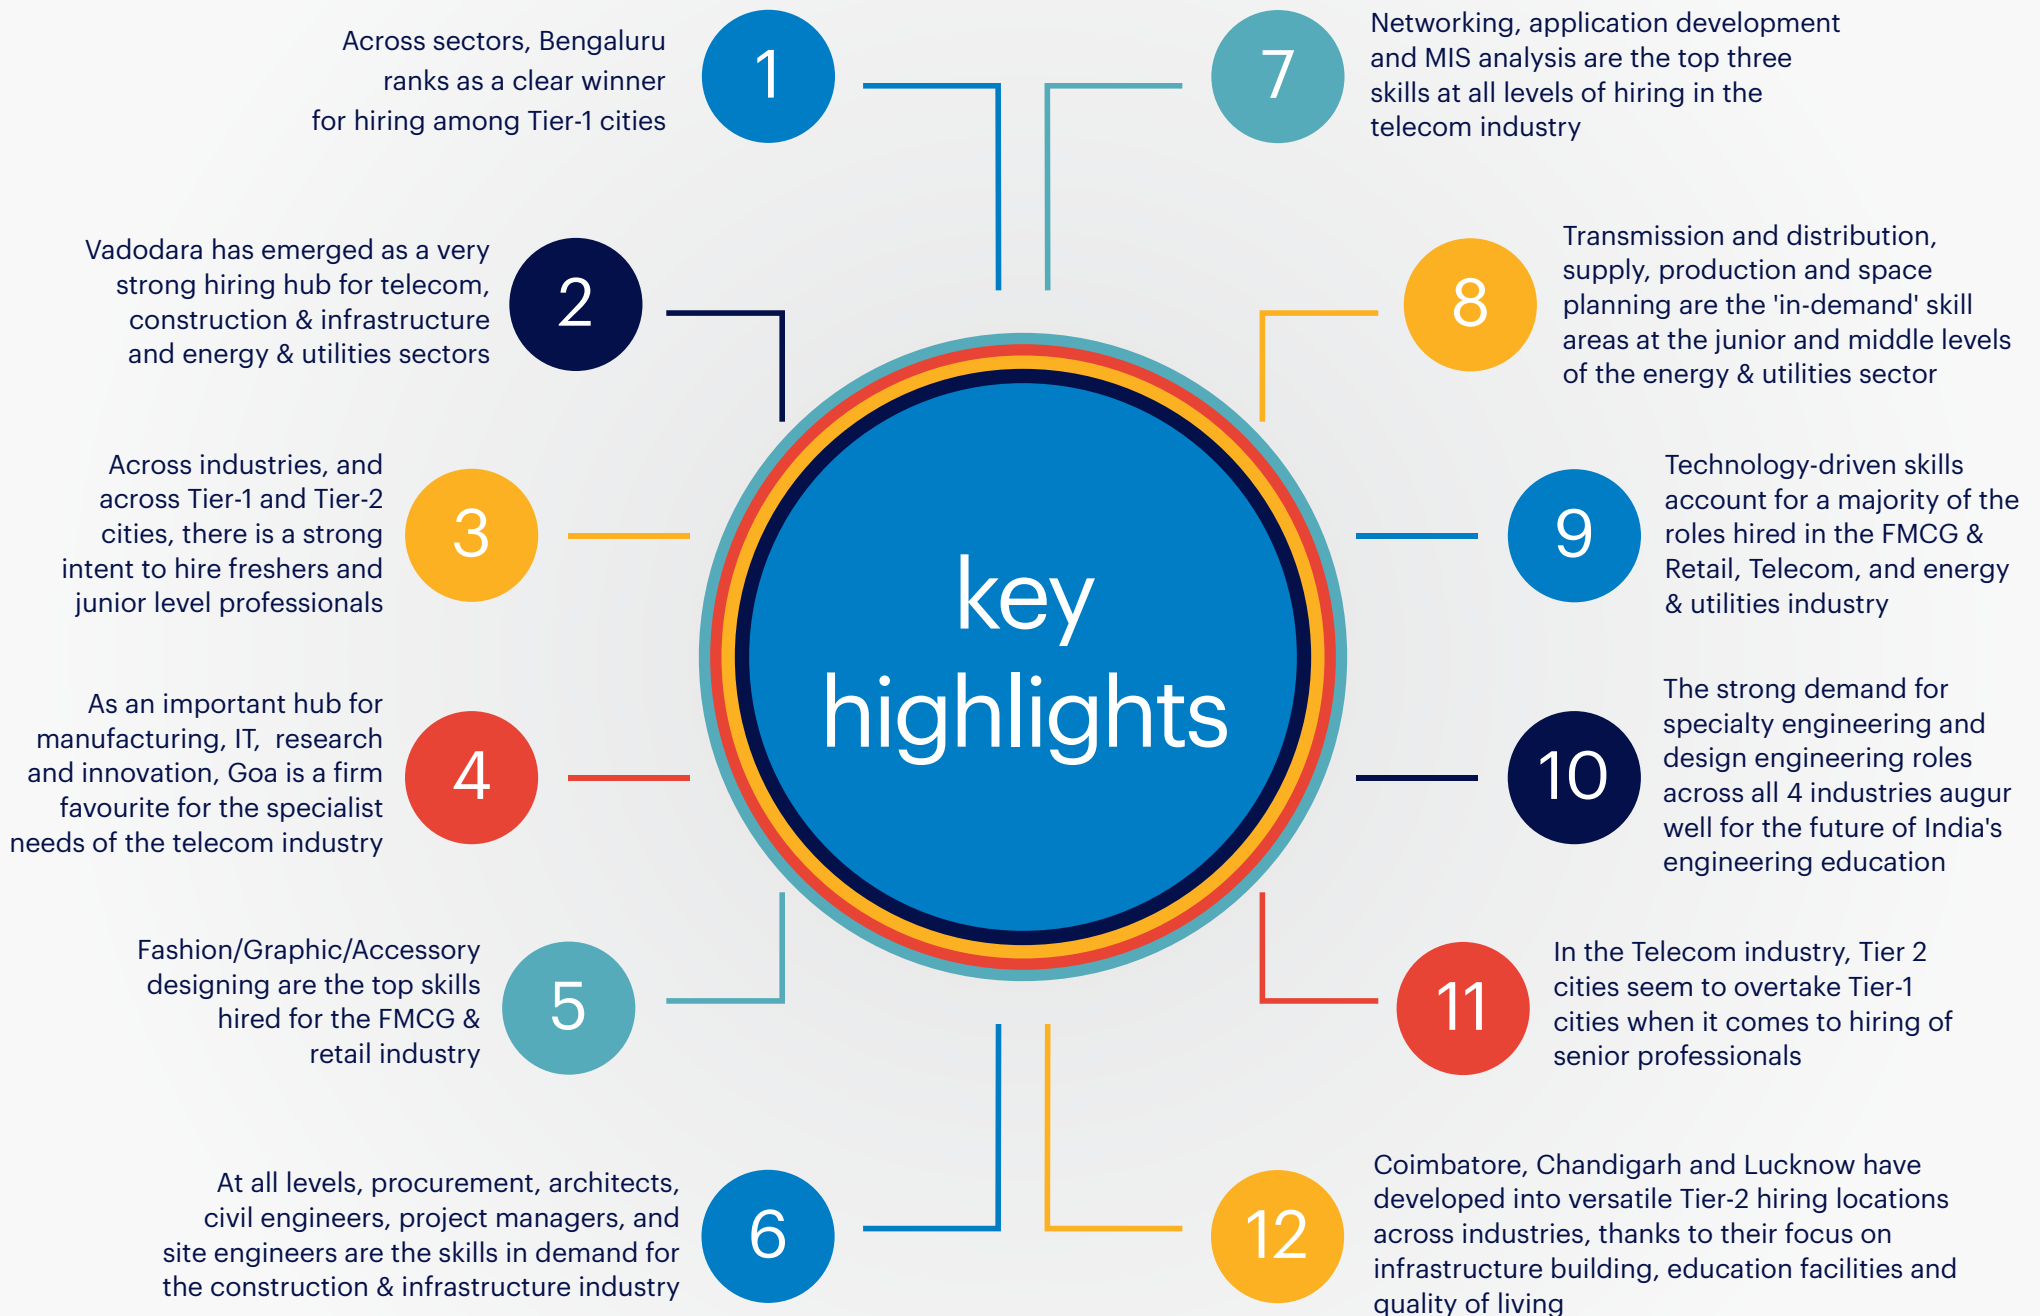 1
Across sectors, Bengaluru
ranks as a clear winner
for hiring among Tier-1 cities
2
Vadodara has emerged as a very
strong hiring hub for telecom,
construction & infrastructure
and energy & utilities sectors
3
Across industries, and
across Tier-1 and Tier-2
cities, there is a strong
intent to hire freshers and
junior level professionals
4
As an important hub for
manufacturing, IT, research
and innovation, Goa is a firm
favourite for the specialist
needs of the telecom industry
5
Fashion/Graphic/Accessory
designing are the top skills
hired for the FMCG &
retail industry
6
At all levels, procurement, architects,
civil engineers, project managers, and
site engineers are the skills in demand for
the construction & infrastructure industry
key
highlights
7
Networking, application development
and MIS analysis are the top three
skills at all levels of hiring in the
telecom industry
8
Transmission and distribution,
supply, production and space
planning are the 'in-demand' skill
areas at the junior and middle levels
of the energy & utilities sector
9
Technology-driven skills
account for a majority of the
roles hired in the FMCG &
Retail, Telecom, and energy
& utilities industry
10
The strong demand for
specialty engineering and
design engineering roles
across all 4 industries augur
well for the future of India's
engineering education
11
In the Telecom industry, Tier 2
cities seem to overtake Tier-1
cities when it comes to hiring of
senior professionals
12
Coimbatore, Chandigarh and Lucknow have
developed into versatile Tier-2 hiring locations
across industries, thanks to their focus on
infrastructure building, education facilities and
quality of living